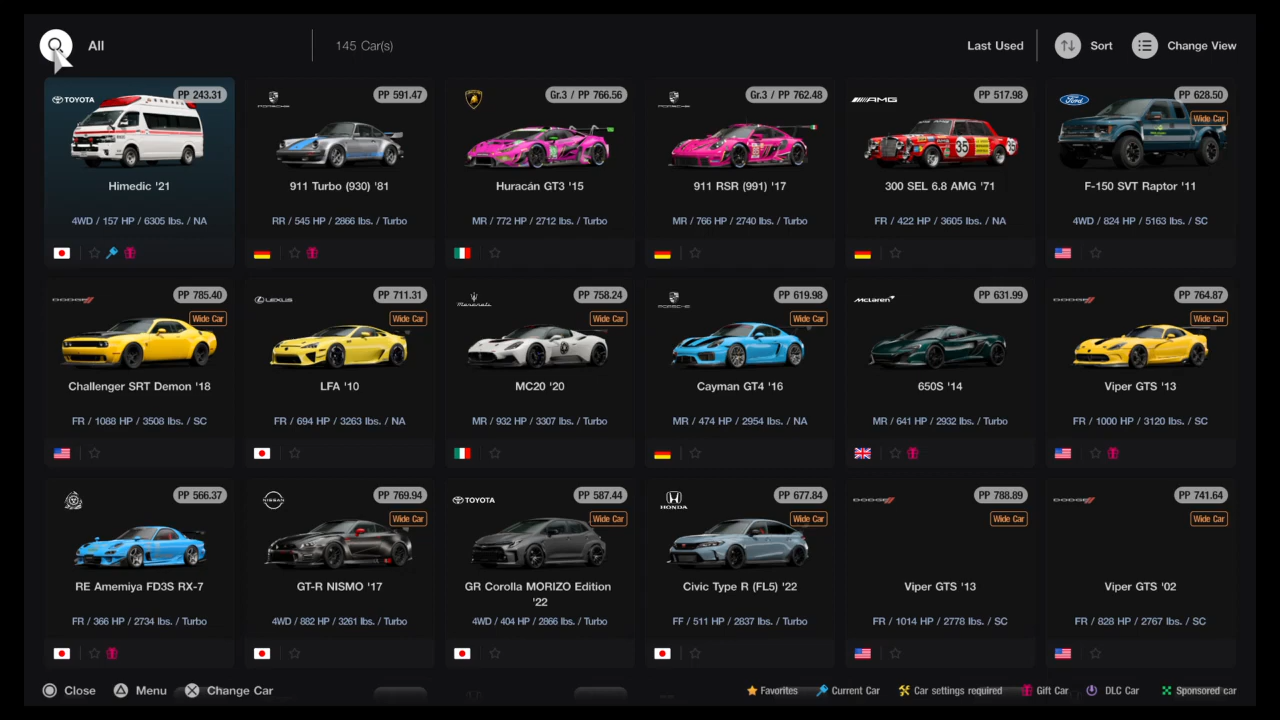 All
145 Car(s)
Last Used
Sort
Change View
TOYOTA
PP 243.31
Himedic '21
4WD / 157 HP / 6305 lbs. / NA
PORSCHE
PP 591.47
911 Turbo (930) '81
RR / 545 HP / 2866 lbs. / Turbo
Gr.3 / PP 766.56
Huracán GT3 '15
MR / 772 HP / 2712 lbs. / Turbo
PORSCHE
Gr.3 / PP 762.48
911 RSR (991) '17
MR / 766 HP / 2740 lbs. / Turbo
AMG
PP 517.98
35
35
300 SEL 6.8 AMG '71
FR / 422 HP / 3605 lbs. / NA
Ford
PP 628.50
Wide Car
F-150 SVT Raptor '11
4WD / 824 HP / 5163 lbs. / SC
DODGE
PP 785.40
Wide Car
Challenger SRT Demon '18
FR / 1088 HP / 3508 lbs. / SC
LEXUS
PP 711.31
Wide Car
LFA '10
FR / 694 HP / 3263 lbs. / NA
Maserati
PP 758.24
Wide Car
MC20 '20
MR / 932 HP / 3307 lbs. / Turbo
PORSCHE
PP 619.98
Wide Car
Cayman GT4 '16
MR / 474 HP / 2954 lbs. / NA
McLaren
PP 631.99
Wide Car
650S '14
MR / 641 HP / 2932 lbs. / Turbo
DODGE
PP 764.87
Wide Car
Viper GTS '13
FR / 1000 HP / 3120 lbs. / SC
PP 566.37
RE Amemiya FD3S RX-7
FR / 366 HP / 2734 lbs. / Turbo
NISSAN
PP 769.94
Wide Car
GT-R NISMO '17
4WD / 882 HP / 3261 lbs. / Turbo
TOYOTA
PP 587.44
Wide Car
GR Corolla MORIZO Edition
'22
4WD / 404 HP / 2866 lbs. / Turbo
HONDA
PP 677.84
Wide Car
Civic Type R (FL5) '22
FF / 511 HP / 2837 lbs. / Turbo
DODGE
PP 788.89
Wide Car
Viper GTS '13
FR / 1014 HP / 2778 lbs. / SC
DODGE
PP 741.64
Wide Car
Viper GTS '02
FR / 828 HP / 2767 lbs. / SC
Close
Menu
Change Car
Favorites
Current Car
Car settings required
Gift Car
DLC Car
Sponsored car